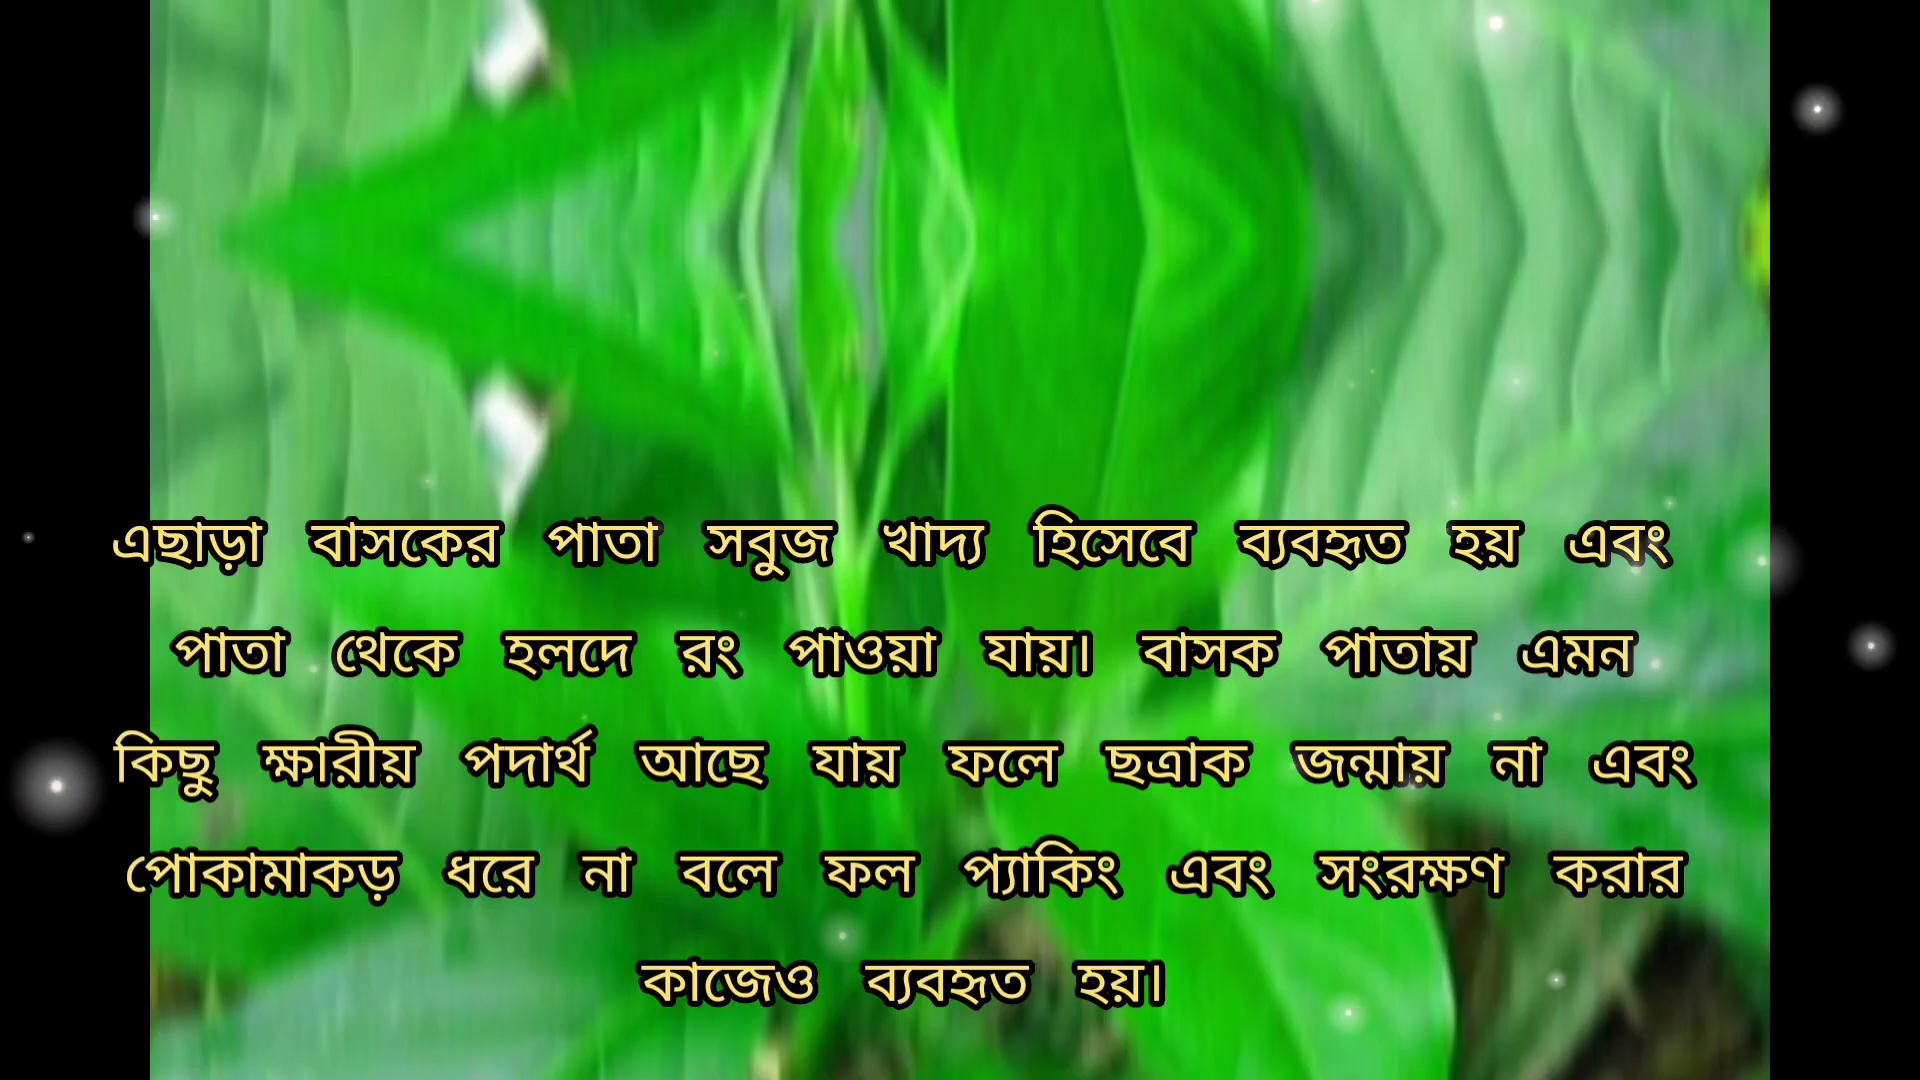 এছাড়া বাসকের পাতা সবুজ খাদ্য হিসেবে ব্যবহৃত হয় এবং
পাতা থেকে হলদে রং পাওয়া যায়। বাসক পাতায় এমন
কিছু ক্ষারীয় পদার্থ আছে যায় ফলে ছত্রাক জন্মায় না এবং
পোকামাকড় ধরে না বলে ফল প্যাকিং এবং সংরক্ষণ করার
কাজেও ব্যবহৃত হয়।